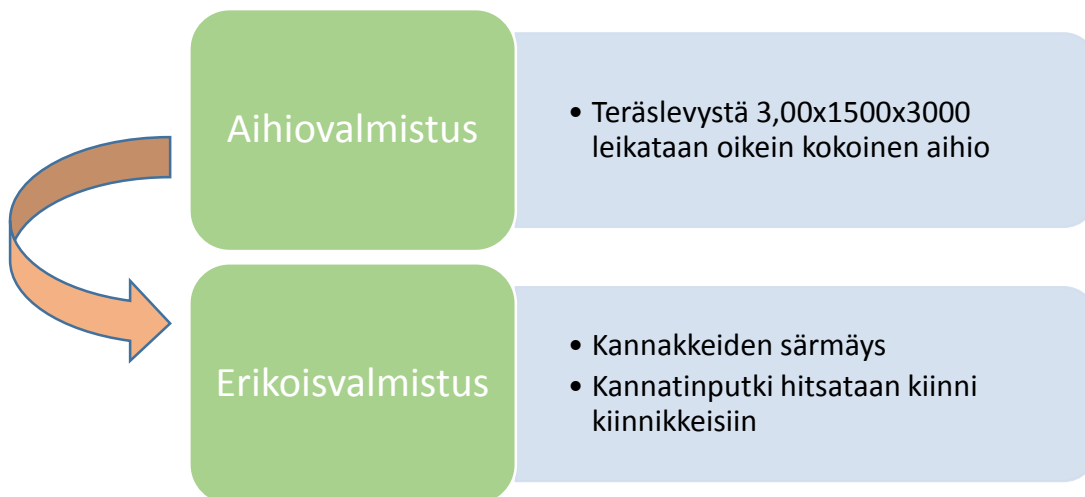 Aihiovalmistus
• Teräslevystä 3,00x1500x3000
leikataan oikein kokoinen aihio
Erikoisvalmistus
• Kannakkeiden särmäys
• Kannatinputki hitsataan kiinni
kiinnikkeisiin